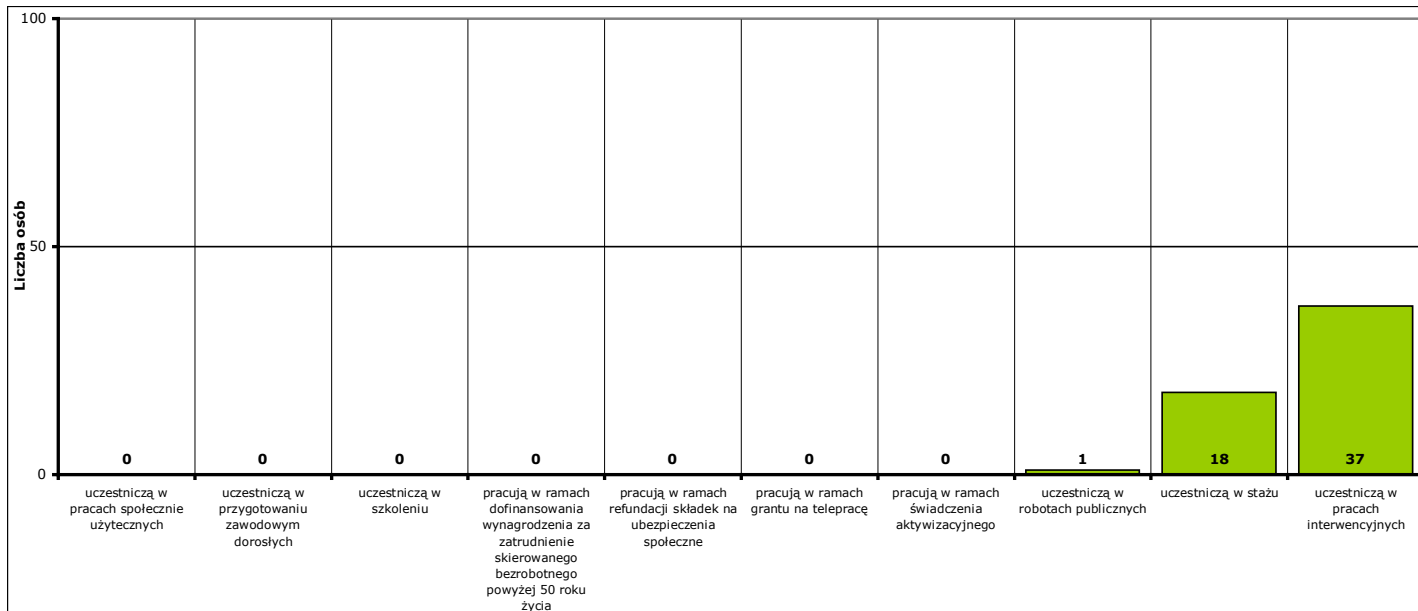 100
50
0
Liczba osób
0
0
0
0
0
0
0
1
18
37
uczestniczą w
pracach społecznie
użytecznych
uczestniczą w
przygotowaniu
zawodowym
dorosłych
uczestniczą w
szkoleniu
pracują w ramach
dofinansowania
wynagrodzenia za
zatrudnienie
skierowanego
bezrobotnego
powyżej 50 roku
życia
pracują w ramach
refundacji składek na
ubezpieczenia
społeczne
pracują w ramach
grantu na telepracę
pracują w ramach
świadczenia
aktywizacyjnego
uczestniczą w
robotach publicznych
uczestniczą w stażu
uczestniczą w
pracach
interwencyjnych